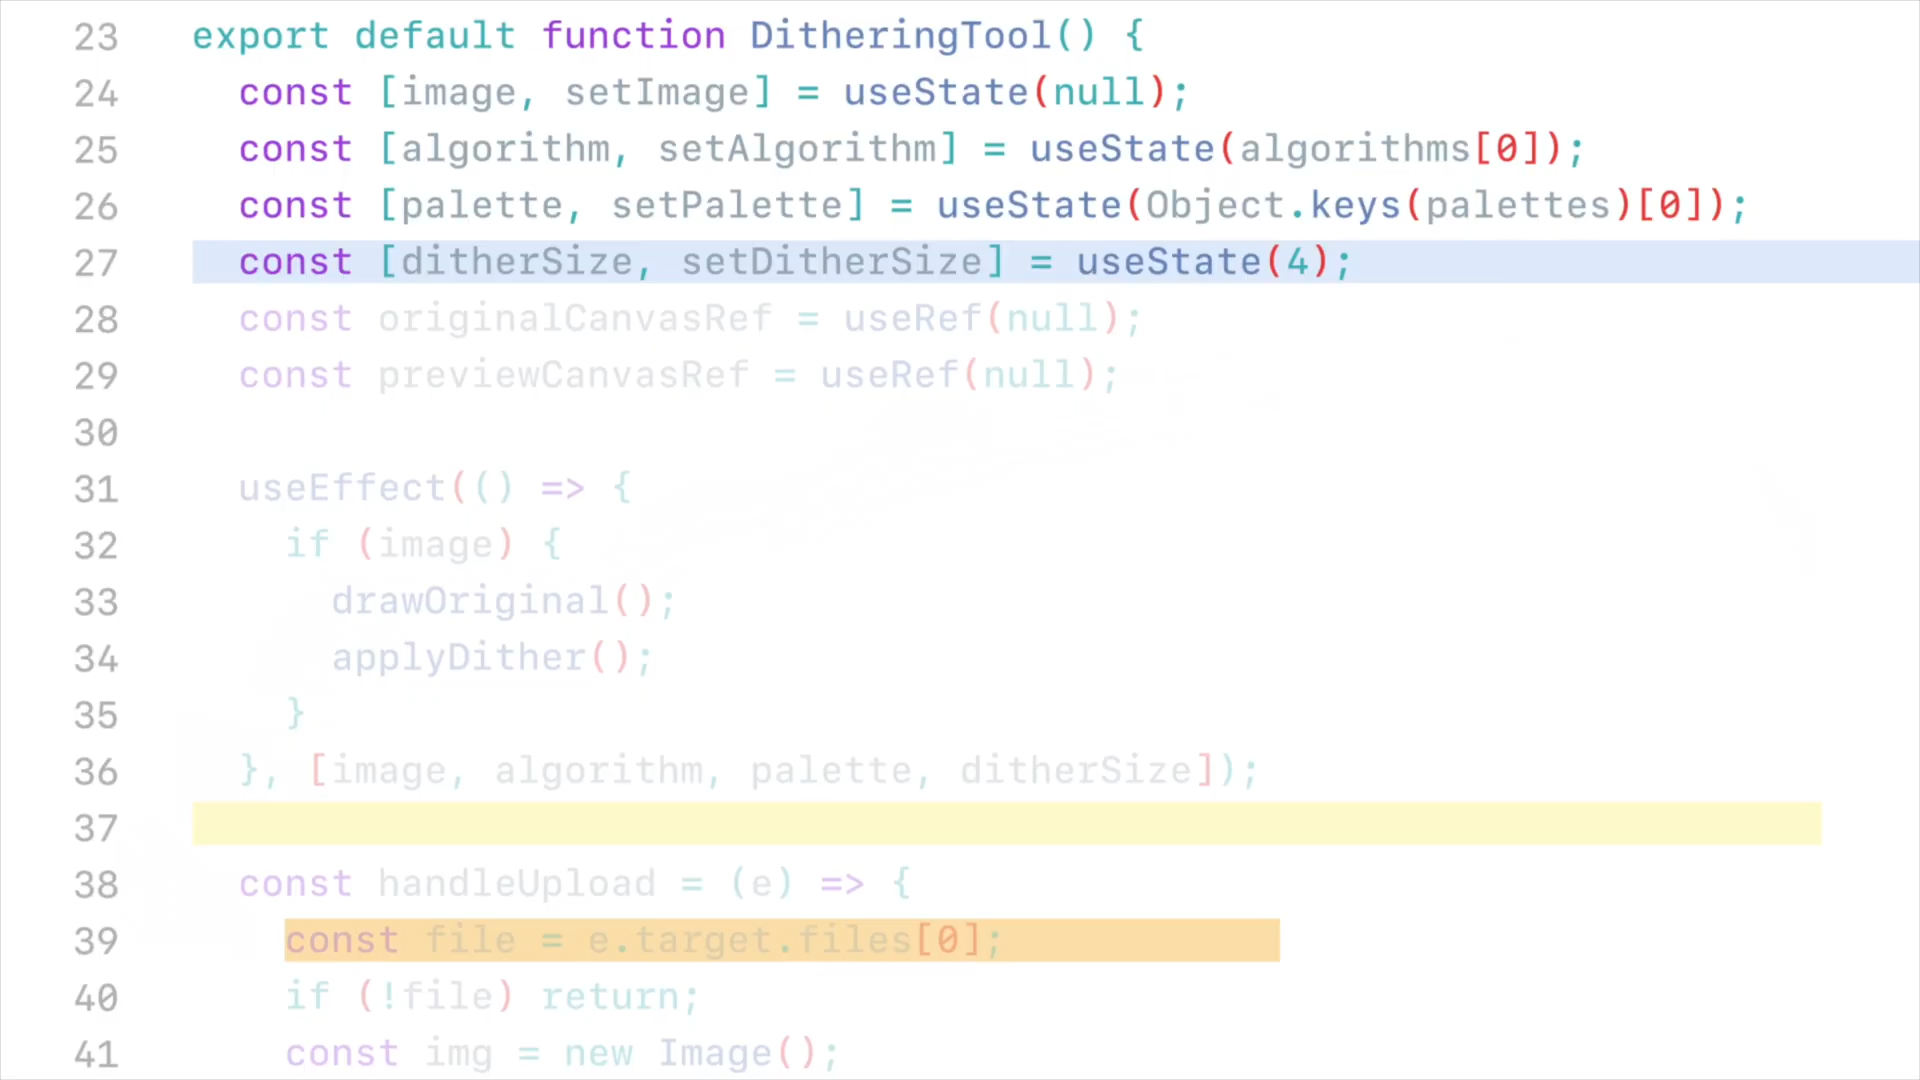 23 export default function DitheringTool() {
24 const [image, setImage] = useState(null);
25 const [algorithm, setAlgorithm] = useState(algorithms[0]);
26 const [palette, setPalette] = useState(Object.keys(palettes)[0]);
27 const [ditherSize, setDitherSize] = useState(4);
28 const originalCanvasRef = useRef(null);
29 const previewCanvasRef = useRef(null);
30
31 useEffect(() => {
32 if (image) {
33 drawOriginal();
34 applyDither();
35 }
36 }, [image, algorithm, palette, ditherSize]);
37
38 const handleUpload = (e) => {
39 const file = e.target.files[0];
40 if (!file) return;
41 const img = new Image();